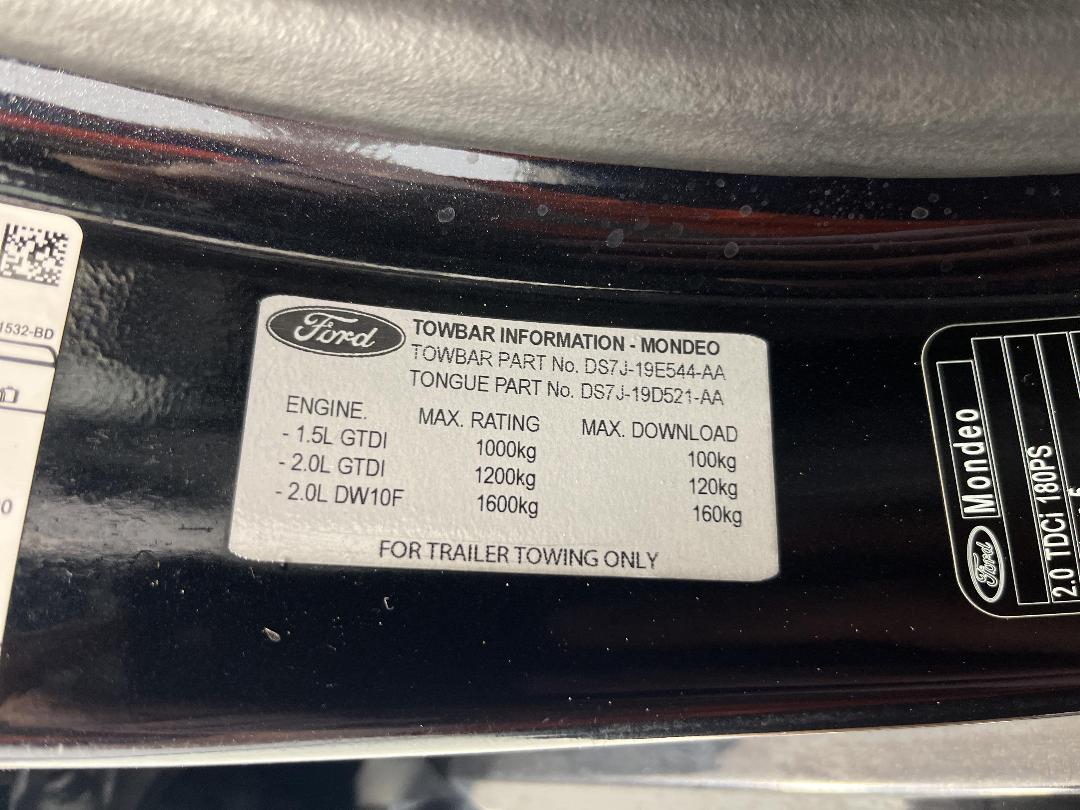 1532-BD
0
Ford
TOWBAR INFORMATION - MONDEO
TOWBAR PART No. DS7J-19E544-AA
TONGUE PART No. DS7J-19D521-AA
ENGINE. MAX. RATING MAX. DOWNLOAD
- 1.5L GTDI 1000kg 100kg
- 2.0L GTDI 1200kg 120kg
- 2.0L DW10F 1600kg 160kg
FOR TRAILER TOWING ONLY
Ford Mondeo
2.0 TDCi 180PS